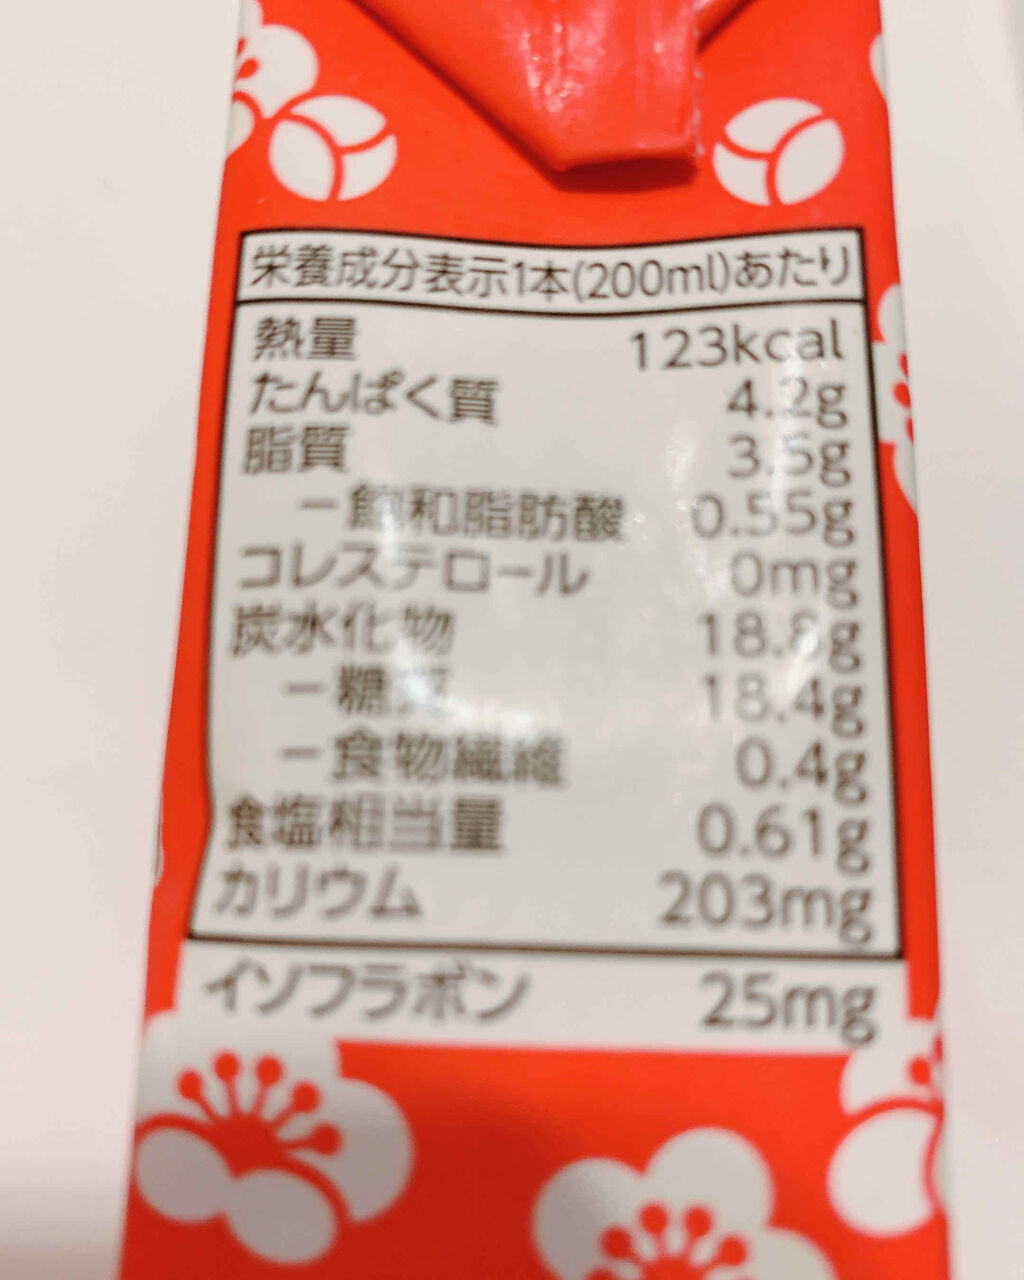 栄養成分表示1本(200ml)あたり
熱量 123kcal
たんぱく質 4.2g
脂質 3.5g
－飽和脂肪酸 0.55g
コレステロール 0mg
炭水化物 18.8g
－糖質 18.4g
－食物繊維 0.4g
食塩相当量 0.61g
カリウム 203mg
イソフラボン 25mg